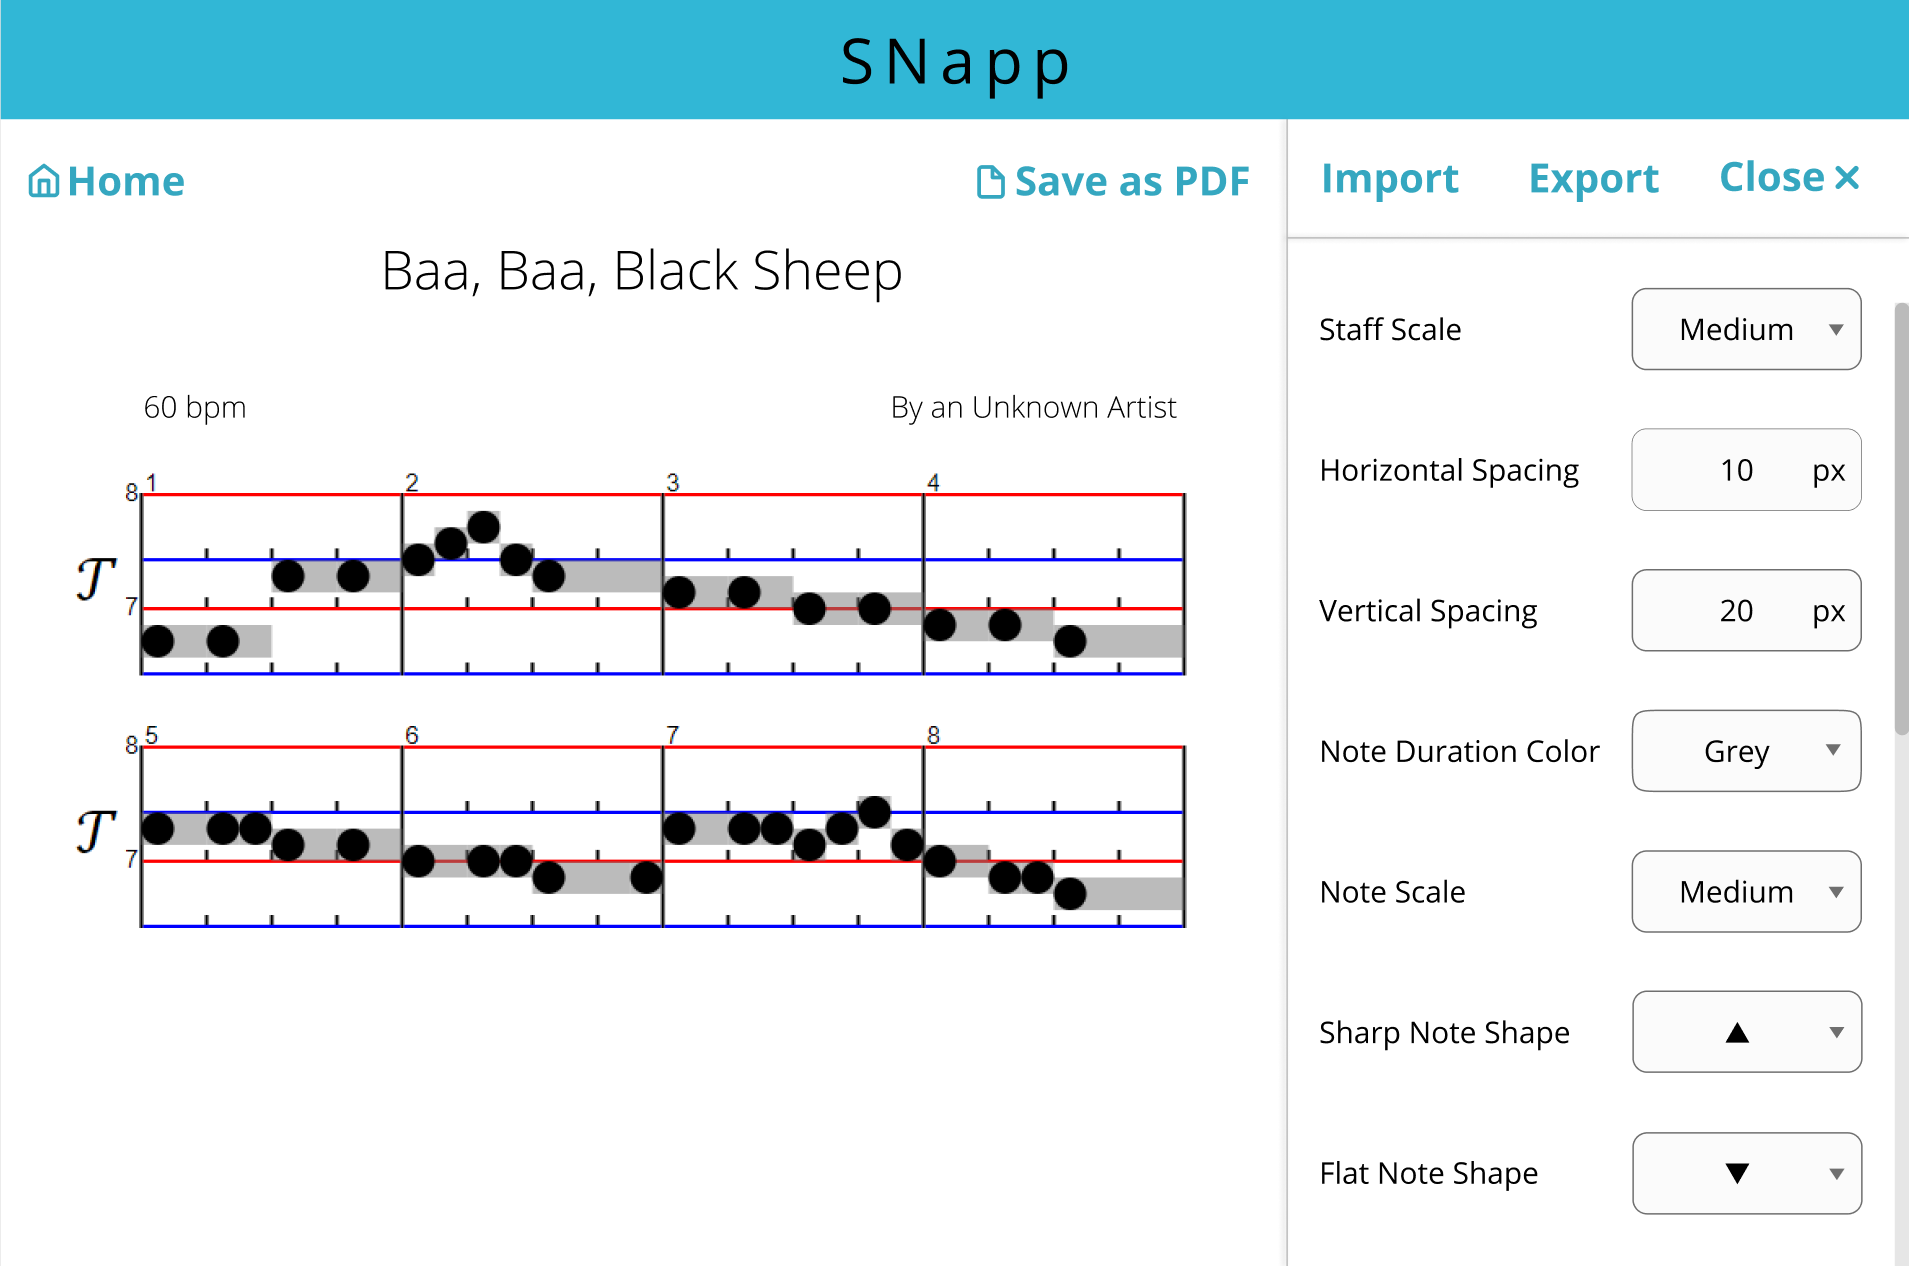 SNapp
Home
Save as PDF
Import
Export
Close
Baa, Baa, Black Sheep
60 bpm
By an Unknown Artist
1 2 3 4
8
T
7
5 6 7 8
8
T
7
Staff Scale
Medium
Horizontal Spacing
10 px
Vertical Spacing
20 px
Note Duration Color
Grey
Note Scale
Medium
Sharp Note Shape
Flat Note Shape